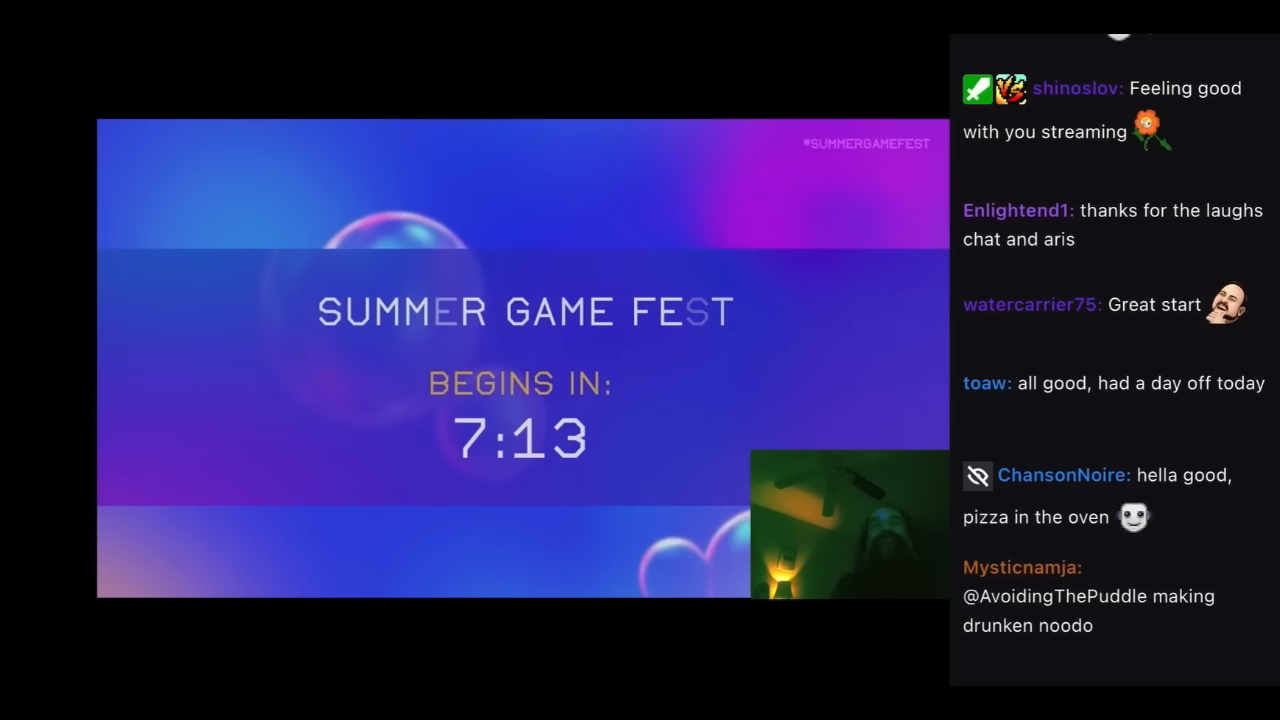 #SUMMERGAMEFEST
SUMMER GAME FEST
BEGINS IN:
7:13
shinoslov: Feeling good
with you streaming
Enlightend1: thanks for the laughs
chat and aris
watercarrier75: Great start
toaw: all good, had a day off today
ChansonNoire: hella good,
pizza in the oven
Mysticnamja:
@AvoidingThePuddle making
drunken noodo